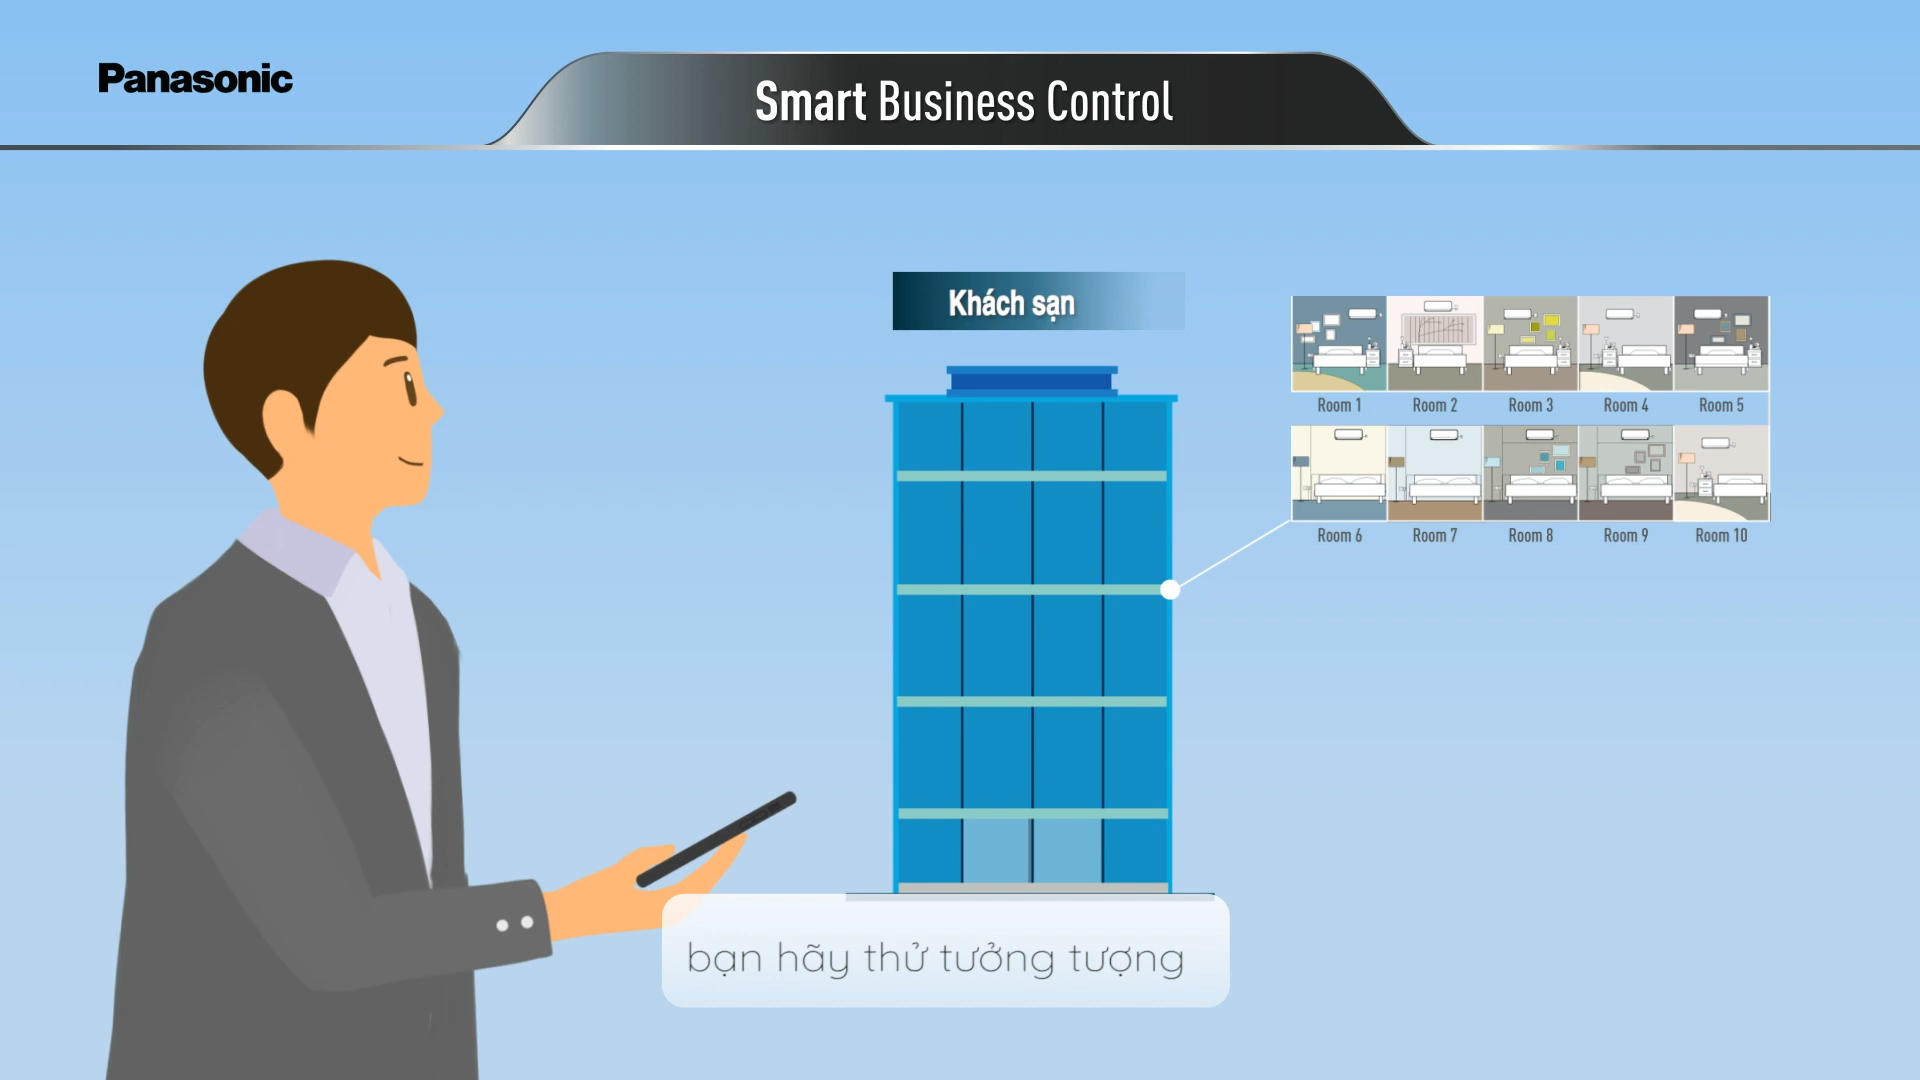 Panasonic
Smart Business Control
Khách sạn
Room 1 Room 2 Room 3 Room 4 Room 5
Room 6 Room 7 Room 8 Room 9 Room 10
bạn hãy thử tưởng tượng